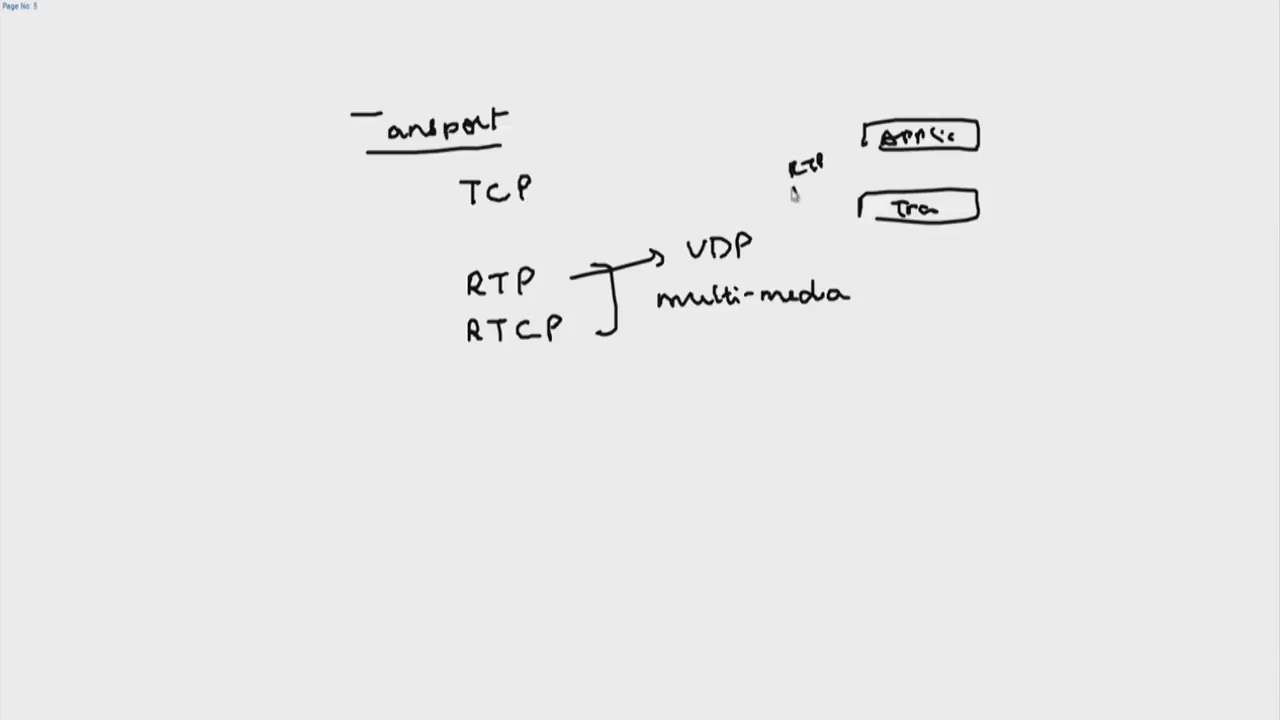 Page No: 5
Transport
TCP
RTP
RTCP
UDP
multi-media
RTP
Applic
Tra